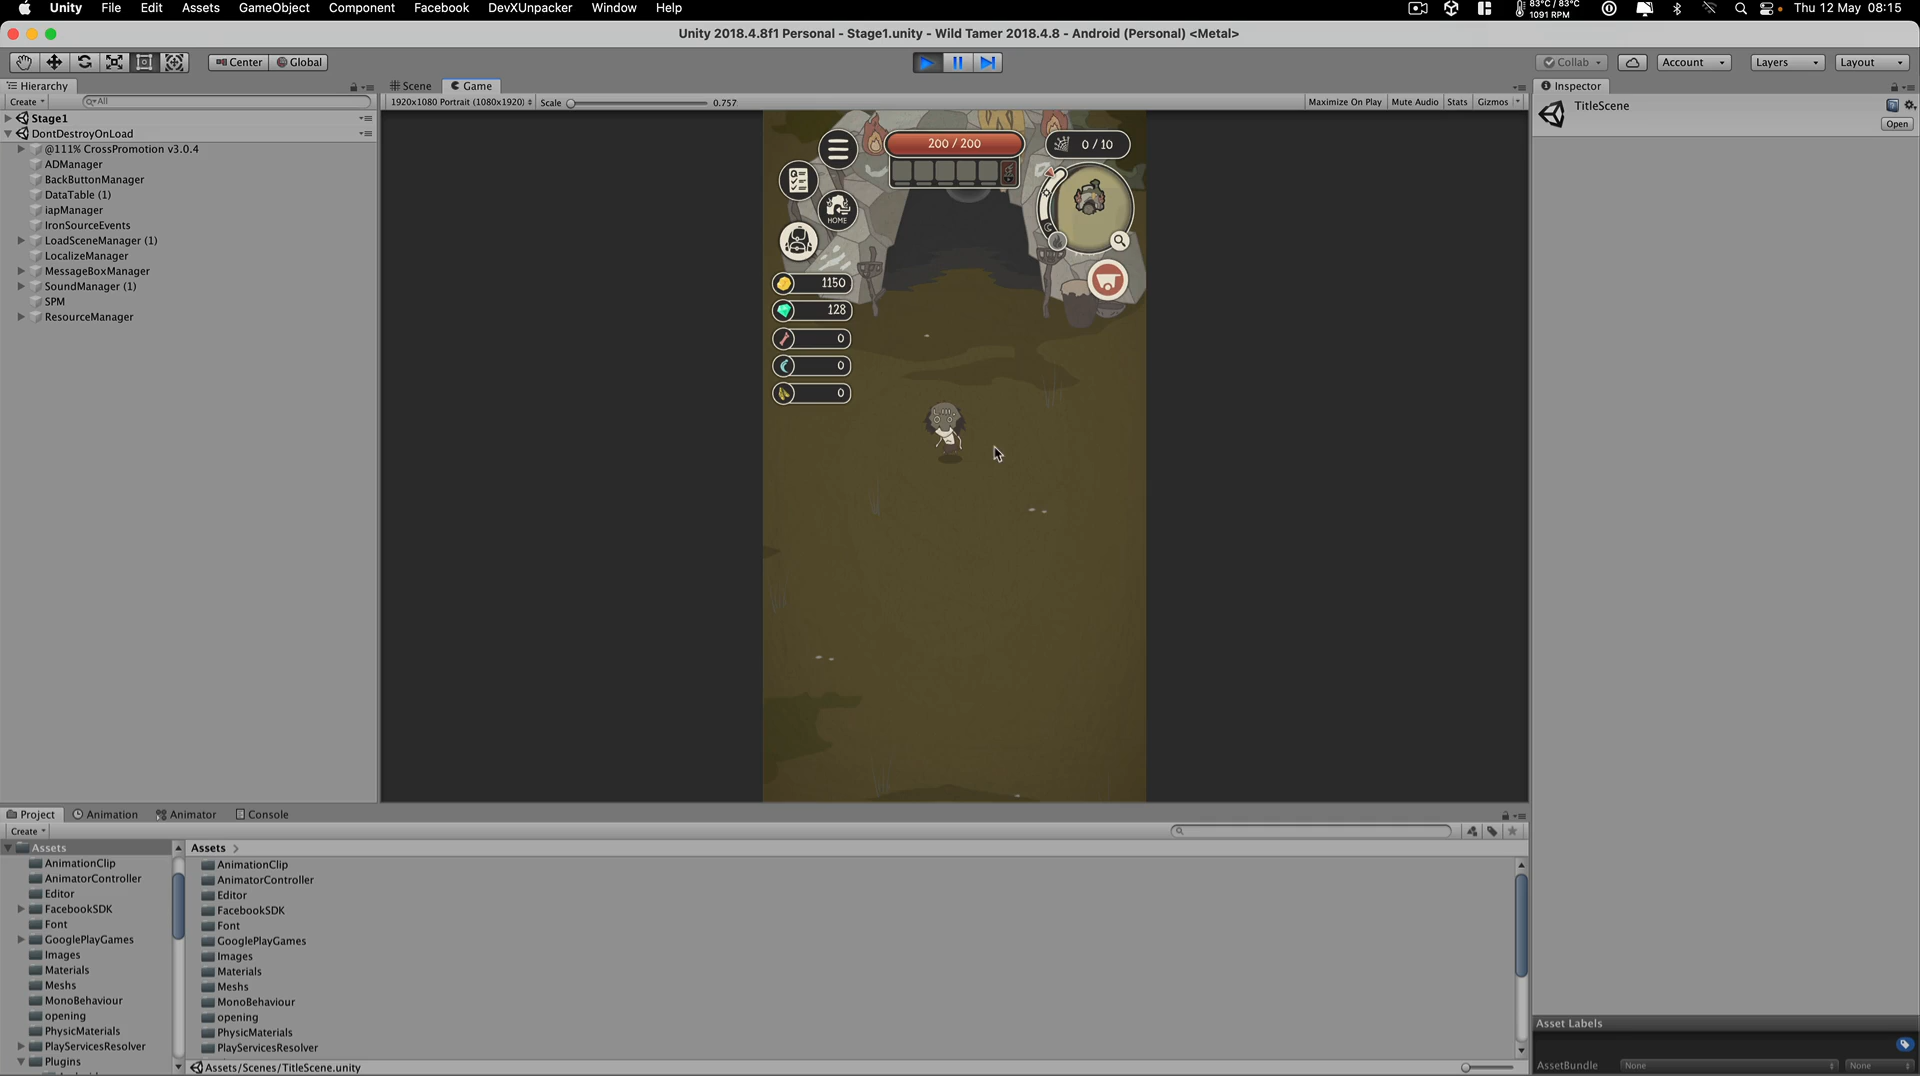 Unity File Edit Assets GameObject Component Facebook DevXUnpacker Window Help
83°C / 83°C
1091 RPM
Thu 12 May 08:15
Unity 2018.4.8f1 Personal - Stage1.unity - Wild Tamer 2018.4.8 - Android (Personal) <Metal>
Center Global
Collab Account Layers Layout
Hierarchy
Create All
Stage1
DontDestroyOnLoad
@111% CrossPromotion v3.0.4
ADManager
BackButtonManager
DataTable (1)
iapManager
IronSourceEvents
LoadSceneManager (1)
LocalizeManager
MessageBoxManager
SoundManager (1)
SPM
ResourceManager
Scene Game
1920x1080 Portrait (1080x1920) Scale 0.757 Maximize On Play Mute Audio Stats Gizmos
200 / 200
0 / 10
HOME
1150
128
0
0
0
Inspector
TitleScene
Open
Project Animation Animator Console
Create
Assets
AnimationClip
AnimatorController
Editor
FacebookSDK
Font
GooglePlayGames
Images
Materials
Meshs
MonoBehaviour
opening
PhysicMaterials
PlayServicesResolver
Plugins
Assets
AnimationClip
AnimatorController
Editor
FacebookSDK
Font
GooglePlayGames
Images
Materials
Meshs
MonoBehaviour
opening
PhysicMaterials
PlayServicesResolver
Assets/Scenes/TitleScene.unity
Asset Labels
AssetBundle None None